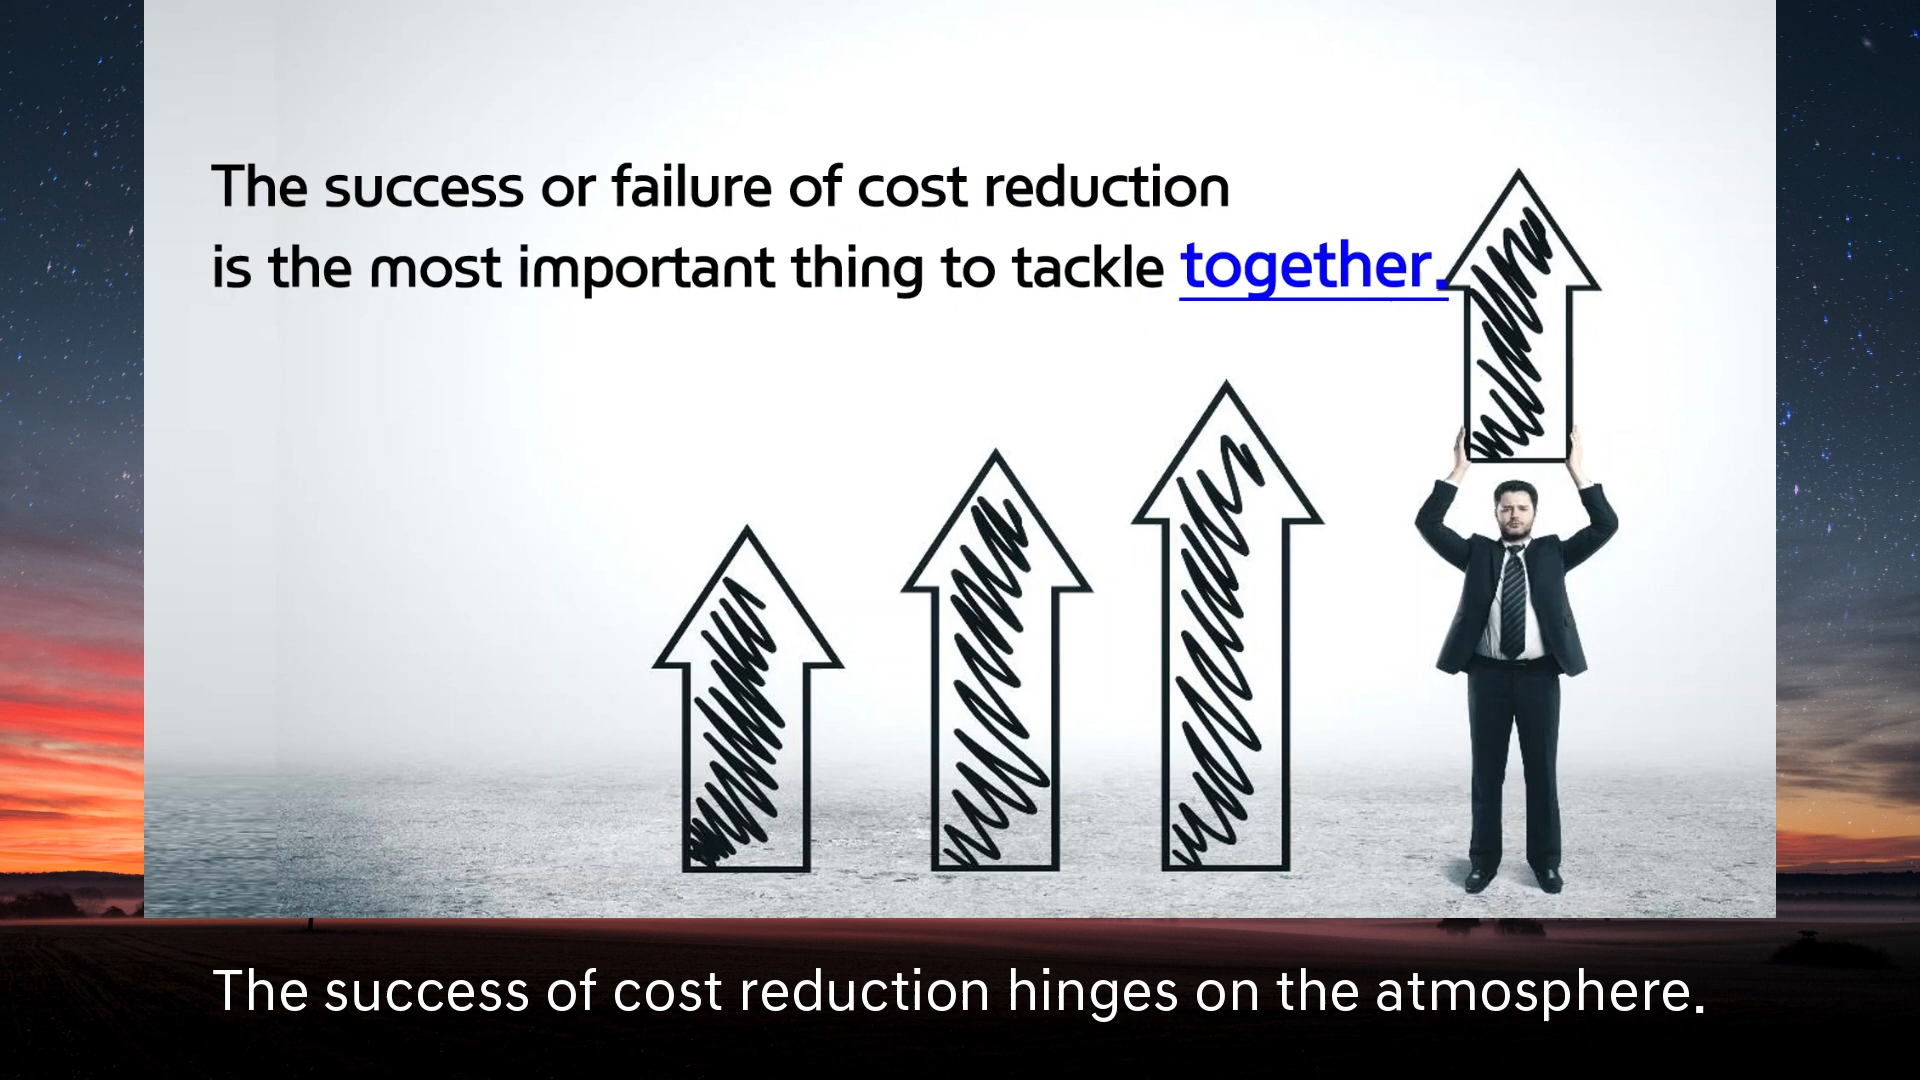 The success or failure of cost reduction
is the most important thing to tackle together.
The success of cost reduction hinges on the atmosphere.